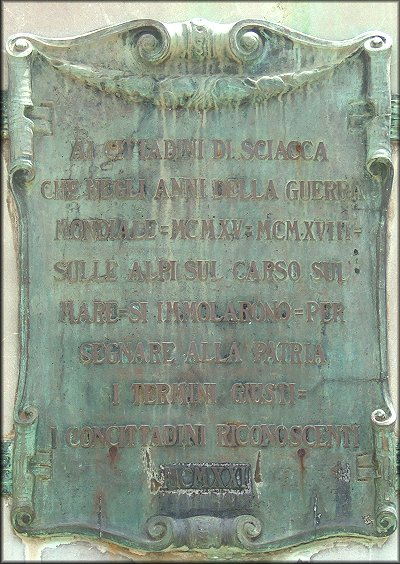 AI CITTADINI DI SCIACCA
CHE NEGLI ANNI DELLA GUERRA
MONDIALE = MCMXV = MCMXVIII =
SULLE ALPI SUL CARSO SUL
MARE = SI IMMOLARONO = PER
SEGNARE ALLA PATRIA
I TERMINI GIUSTI =
I CONCITTADINI RICONOSCENTI
MCMXXI